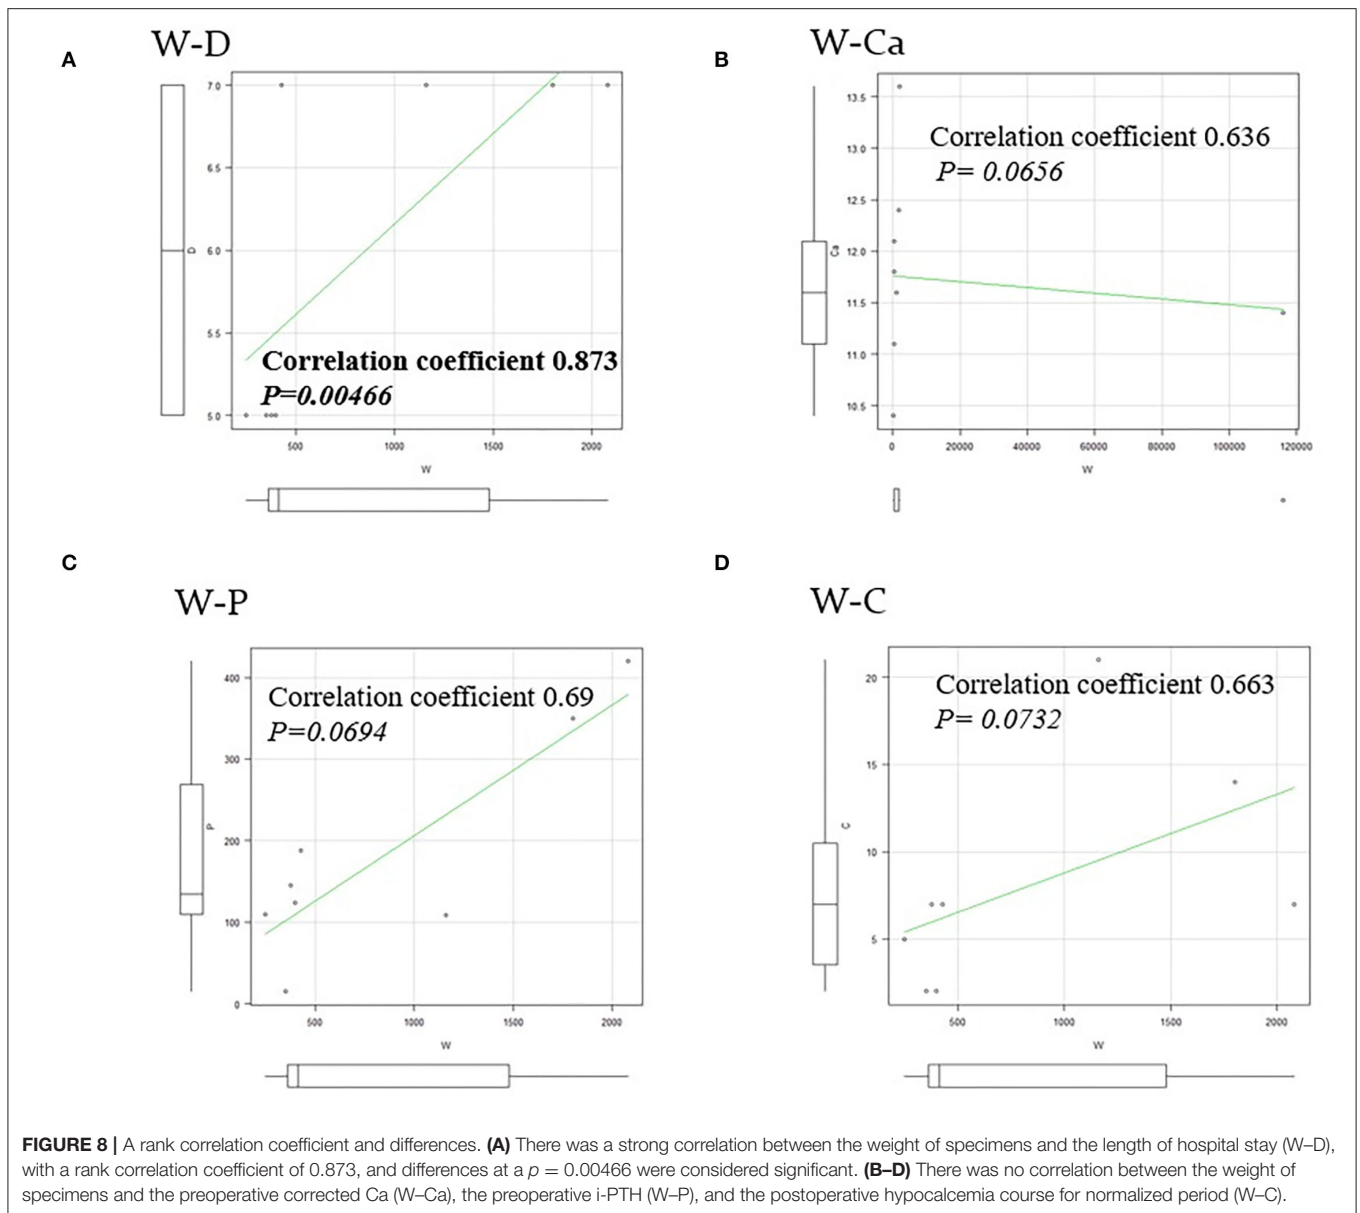 A
W-D
7.0
6.5
6.0
5.5
5.0
D
Correlation coefficient 0.873
P=0.00466
500
1000
1500
2000
W
B
W-Ca
13.5
13.0
12.5
12.0
11.5
11.0
10.5
Ca
Correlation coefficient 0.636
P= 0.0656
0
20000
40000
60000
80000
100000
120000
W
C
W-P
400
300
200
100
0
P
Correlation coefficient 0.69
P=0.0694
500
1000
1500
2000
W
D
W-C
20
15
10
5
C
Correlation coefficient 0.663
P= 0.0732
500
1000
1500
2000
W
FIGURE 8 | A rank correlation coefficient and differences. (A) There was a strong correlation between the weight of specimens and the length of hospital stay (W–D),
with a rank correlation coefficient of 0.873, and differences at a p = 0.00466 were considered significant. (B–D) There was no correlation between the weight of
specimens and the preoperative corrected Ca (W–Ca), the preoperative i-PTH (W–P), and the postoperative hypocalcemia course for normalized period (W–C).